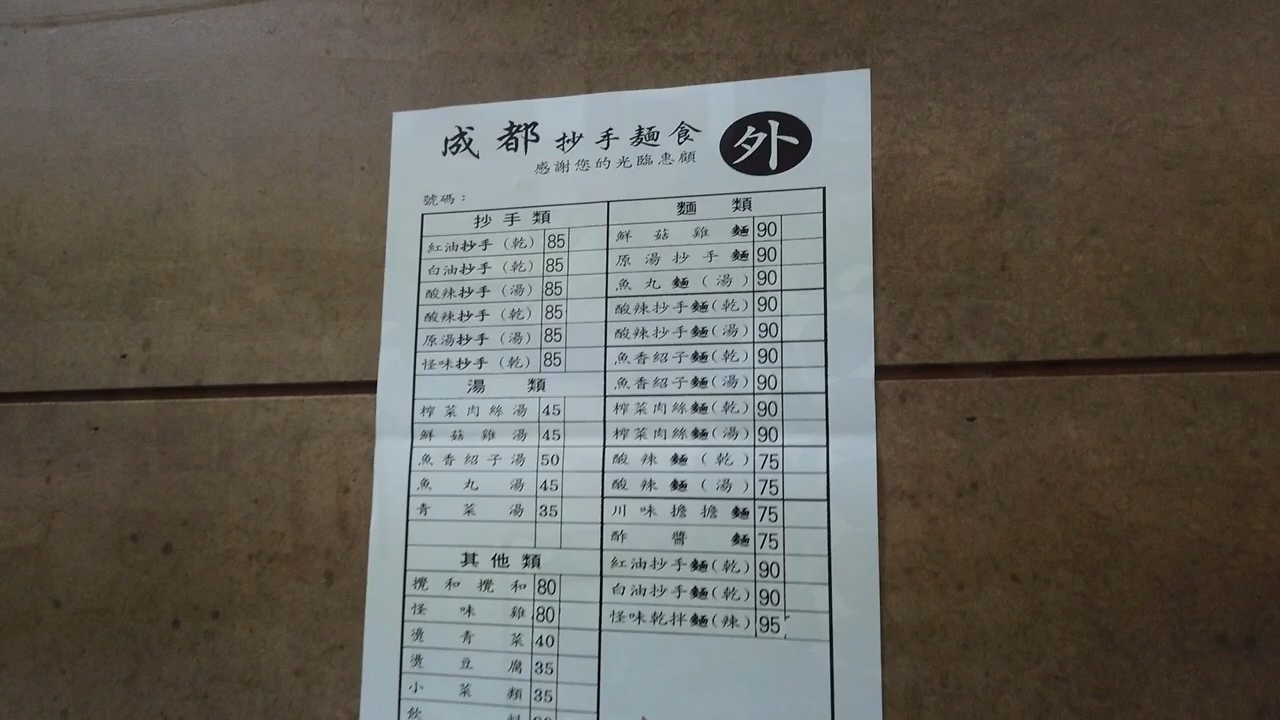 成都抄手麵食 外
感謝您的光臨惠顧
號碼：
抄手類
紅油抄手（乾） 85
白油抄手（乾） 85
酸辣抄手（湯） 85
酸辣抄手（乾） 85
原湯抄手（湯） 85
怪味抄手（乾） 85
湯類
榨菜肉絲湯 45
鮮菇雞湯 45
魚香紹子湯 50
魚丸湯 45
青菜湯 35
其他類
攪和攪和 80
怪味雞 80
燙青菜 40
燙豆腐 35
小菜類 35
飲料
麵類
鮮菇雞麵 90
原湯抄手麵 90
魚丸麵（湯） 90
酸辣抄手麵（乾） 90
酸辣抄手麵（湯） 90
魚香紹子麵（乾） 90
魚香紹子麵（湯） 90
榨菜肉絲麵（乾） 90
榨菜肉絲麵（湯） 90
酸辣麵（乾） 75
酸辣麵（湯） 75
川味擔擔麵 75
酢醬麵 75
紅油抄手麵（乾） 90
白油抄手麵（乾） 90
怪味乾拌麵（辣） 95